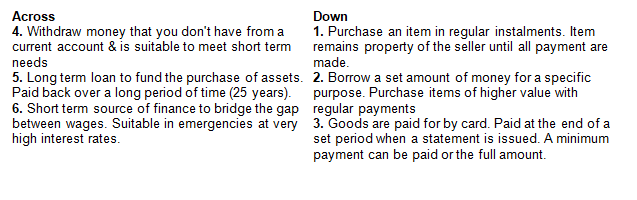 Across
4. Withdraw money that you don't have from a
current account & is suitable to meet short term
needs
5. Long term loan to fund the purchase of assets.
Paid back over a long period of time (25 years).
6. Short term source of finance to bridge the gap
between wages. Suitable in emergencies at very
high interest rates.
Down
1. Purchase an item in regular instalments. Item
remains property of the seller until all payment are
made.
2. Borrow a set amount of money for a specific
purpose. Purchase items of higher value with
regular payments
3. Goods are paid for by card. Paid at the end of a
set period when a statement is issued. A minimum
payment can be paid or the full amount.